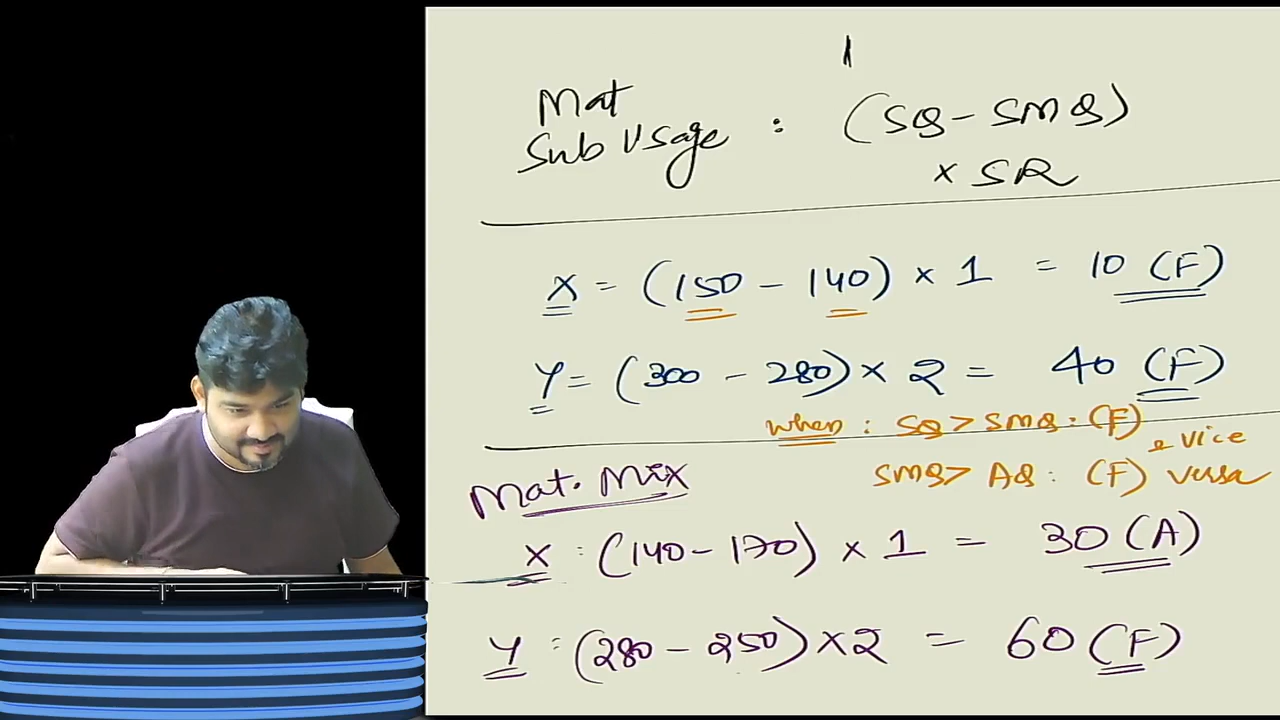 Mat
Sub Usage : (SQ - SMQ)
× SR
X = (150 - 140) × 1 = 10 (F)
Y = (300 - 280) × 2 = 40 (F)
when : SQ > SMQ : (F)
& vice
SMQ > AQ : (F) versa
Mat. Mix
X : (140 - 170) × 1 = 30 (A)
Y : (280 - 250) × 2 = 60 (F)